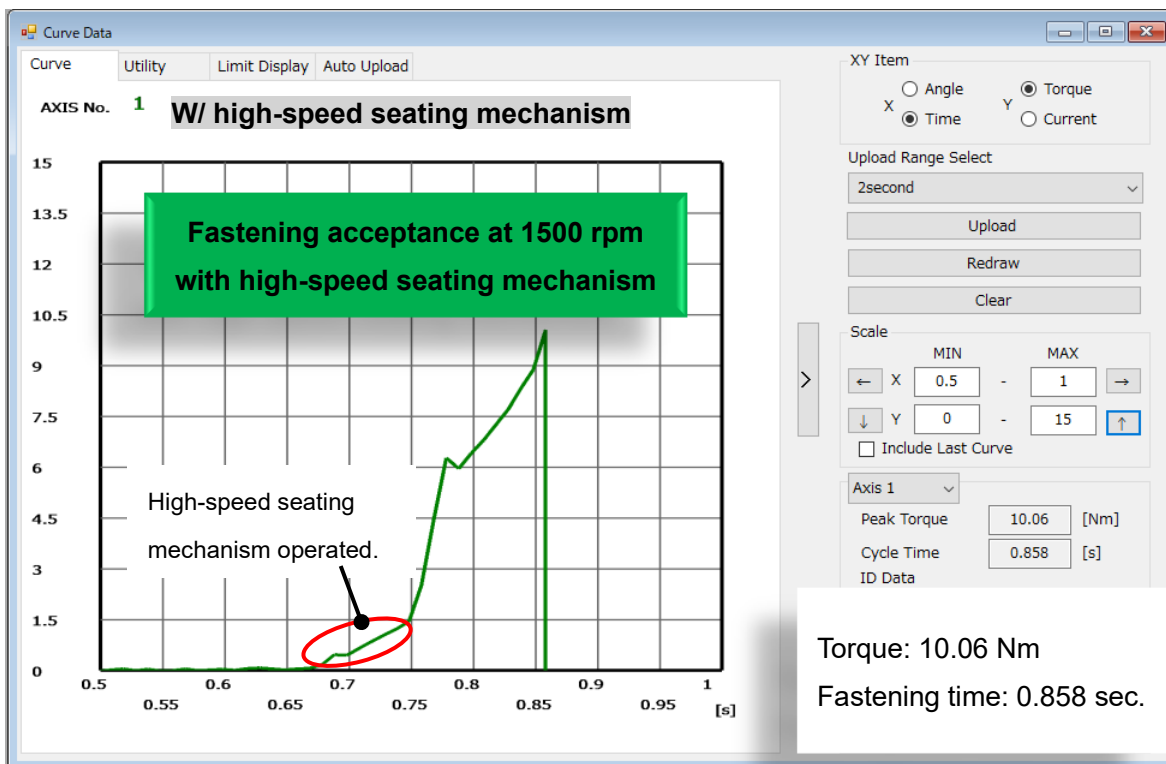 Curve Data
Curve Utility Limit Display Auto Upload
AXIS No. 1 W/ high-speed seating mechanism
15
13.5
12
10.5
9
7.5
6
4.5
3
1.5
0
Fastening acceptance at 1500 rpm
with high-speed seating mechanism
High-speed seating
mechanism operated.
0.5 0.6 0.7 0.8 0.9 1
0.55 0.65 0.75 0.85 0.95 [s]
XY Item
X Angle Y Torque
Time Current
Upload Range Select
2second
Upload
Redraw
Clear
Scale
MIN MAX
← X 0.5 - 1 →
↓ Y 0 - 15 ↑
Include Last Curve
>
Axis 1
Peak Torque 10.06 [Nm]
Cycle Time 0.858 [s]
ID Data
Torque: 10.06 Nm
Fastening time: 0.858 sec.